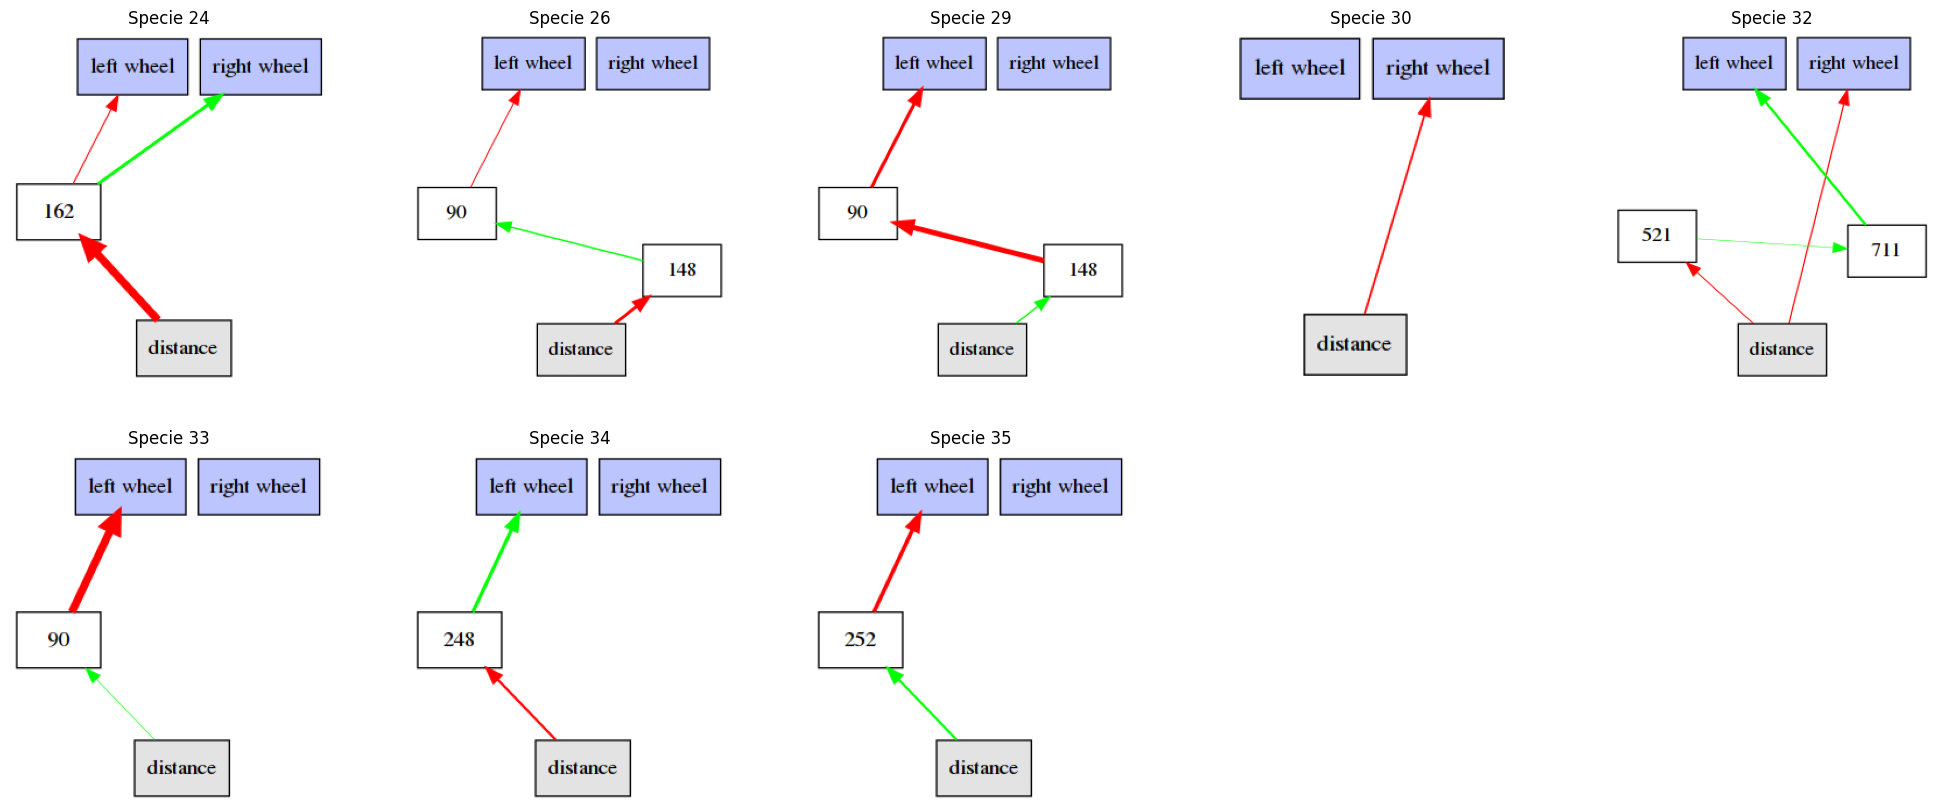 Specie 24
left wheel
right wheel
162
distance
Specie 26
left wheel
right wheel
90
148
distance
Specie 29
left wheel
right wheel
90
148
distance
Specie 30
left wheel
right wheel
distance
Specie 32
left wheel
right wheel
521
711
distance
Specie 33
left wheel
right wheel
90
distance
Specie 34
left wheel
right wheel
248
distance
Specie 35
left wheel
right wheel
252
distance